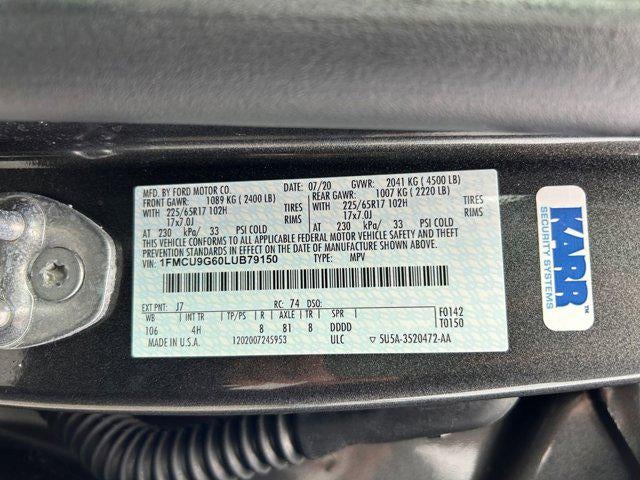 MFD. BY FORD MOTOR CO. DATE: 07/20 GVWR: 2041 KG ( 4500 LB)
FRONT GAWR: 1089 KG ( 2400 LB) REAR GAWR: 1007 KG ( 2220 LB)
WITH 225/65R17 102H TIRES WITH 225/65R17 102H TIRES
17x7.0J RIMS 17x7.0J RIMS
AT 230 kPa/ 33 PSI COLD AT 230 kPa/ 33 PSI COLD
THIS VEHICLE CONFORMS TO ALL APPLICABLE FEDERAL MOTOR VEHICLE SAFETY AND THEFT
PREVENTION STANDARDS IN EFFECT ON THE DATE OF MANUFACTURE SHOWN ABOVE.
VIN: 1FMCU9G60LUB79150 TYPE: MPV
EXT PNT: J7 RC: 74 DSO:
WB INT TR TP/PS R AXLE TR SPR F0142
106 4H 8 81 8 DDDD T0150
MADE IN U.S.A. 1202007245953 ULC ▽ 5U5A-3520472-AA
KARR™
SECURITY SYSTEMS